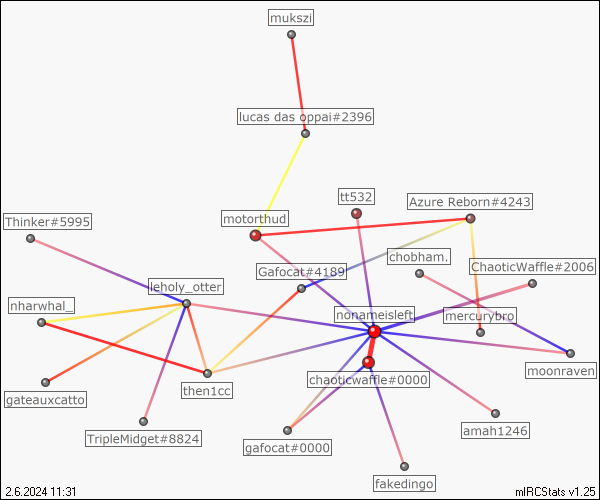 mukszi
lucas das oppai#2396
tt532
Azure Reborn#4243
Thinker#5995
motorthud
chobham.
Gafocat#4189
ChaoticWaffle#2006
leholy_otter
nharwhal_
nonameisleft
mercurybro
moonraven
then1cc
chaoticwaffle#0000
gateauxcatto
TripleMidget#8824
amah1246
gafocat#0000
fakedingo
2.6.2024 11:31
mIRCStats v1.25